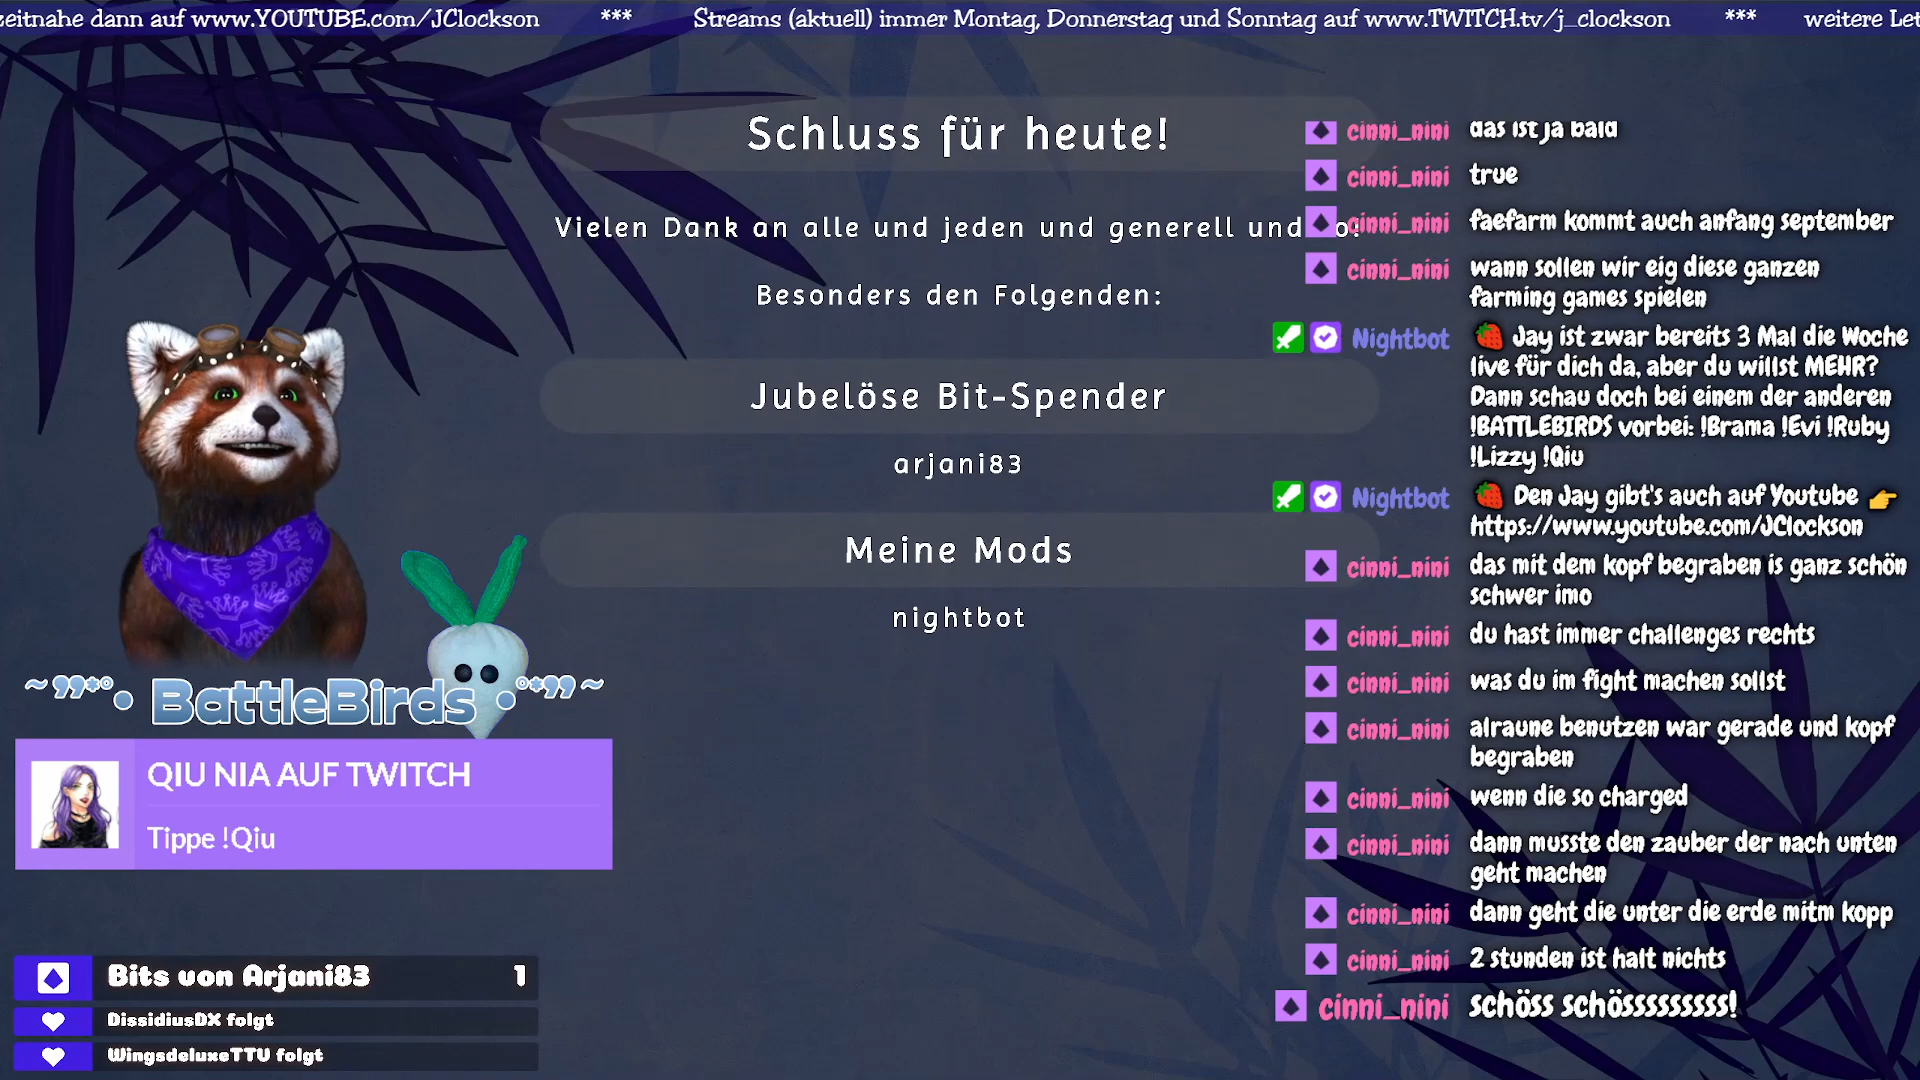 zeitnahe dann auf www.YOUTUBE.com/JClockson *** Streams (aktuell) immer Montag, Donnerstag und Sonntag auf www.TWITCH.tv/j_clockson *** weitere Let
Schluss für heute!
Vielen Dank an alle und jeden und generell und
Besonders den Folgenden:
Jubelöse Bit-Spender
arjani83
Meine Mods
nightbot
~”*°• BattleBirds •°*”~
QIU NIA AUF TWITCH
Tippe !Qiu
Bits von Arjani83 1
DissidiusDX folgt
WingsdeluxeTTV folgt
cinni_nini das ist ja bald
cinni_nini true
cinni_nini faefarm kommt auch anfang september
cinni_nini wann sollen wir eig diese ganzen
farming games spielen
Nightbot 🍓 Jay ist zwar bereits 3 Mal die Woche
live für dich da, aber du willst MEHR?
Dann schau doch bei einem der anderen
!BATTLEBIRDS vorbei: !Brama !Evi !Ruby
!Lizzy !Qiu
Nightbot 🍓 Den Jay gibt's auch auf Youtube 👉
https://www.youtube.com/JClockson
cinni_nini das mit dem kopf begraben is ganz schön
schwer imo
cinni_nini du hast immer challenges rechts
cinni_nini was du im fight machen sollst
cinni_nini alraune benutzen war gerade und kopf
begraben
cinni_nini wenn die so charged
cinni_nini dann musste den zauber der nach unten
geht machen
cinni_nini dann geht die unter die erde mitm kopp
cinni_nini 2 stunden ist halt nichts
cinni_nini schöss schösssssssss!